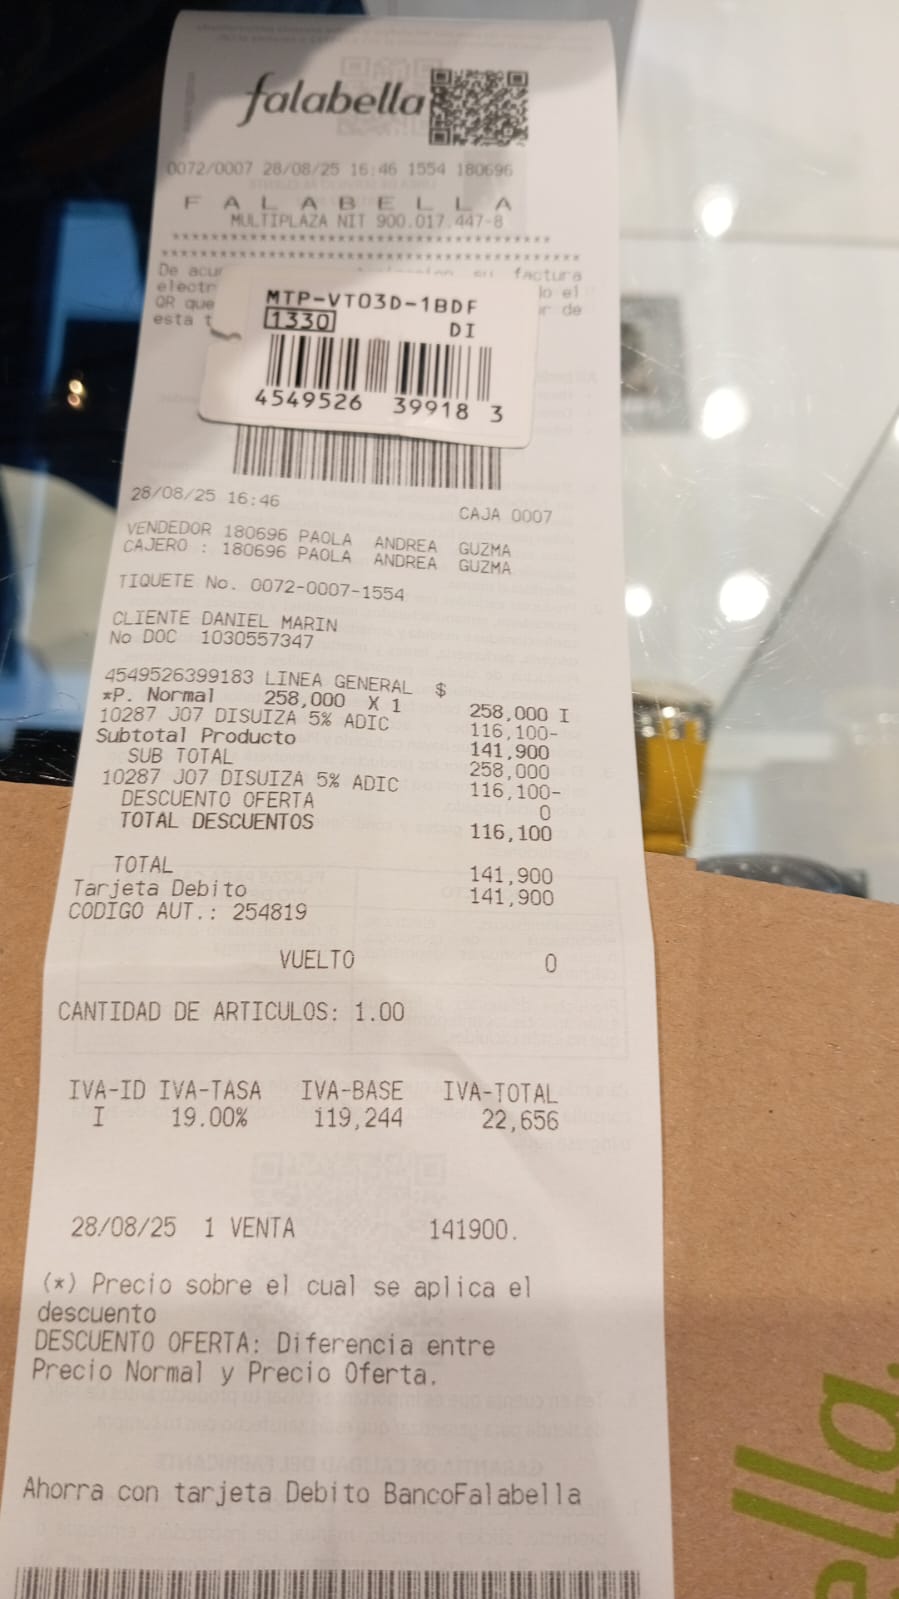 falabella
0072/0007 28/08/25 16:46 1554 180696
F A L A B E L L A
MULTIPLAZA NIT 900.017.447-8
****************************************
********************************************
De acu su factura
electr lo el
QR que de
esta t
MTP-VT03D-1BDF
1330 DI
4549526 39918 3
28/08/25 16:46 CAJA 0007
VENDEDOR 180696 PAOLA ANDREA GUZMA
CAJERO : 180696 PAOLA ANDREA GUZMA
TIQUETE No. 0072-0007-1554
CLIENTE DANIEL MARIN
No DOC 1030557347
4549526399183 LINEA GENERAL $
*P. Normal 258,000 X 1 258,000 I
10287 J07 DISUIZA 5% ADIC 116,100-
Subtotal Producto 141,900
SUB TOTAL 258,000
10287 J07 DISUIZA 5% ADIC 116,100-
DESCUENTO OFERTA 0
TOTAL DESCUENTOS 116,100
TOTAL 141,900
Tarjeta Debito 141,900
CODIGO AUT.: 254819
VUELTO 0
CANTIDAD DE ARTICULOS: 1.00
IVA-ID IVA-TASA IVA-BASE IVA-TOTAL
I 19.00% 119,244 22,656
28/08/25 1 VENTA 141900.
(*) Precio sobre el cual se aplica el
descuento
DESCUENTO OFERTA: Diferencia entre
Precio Normal y Precio Oferta.
Ahorra con tarjeta Debito BancoFalabella
ella.